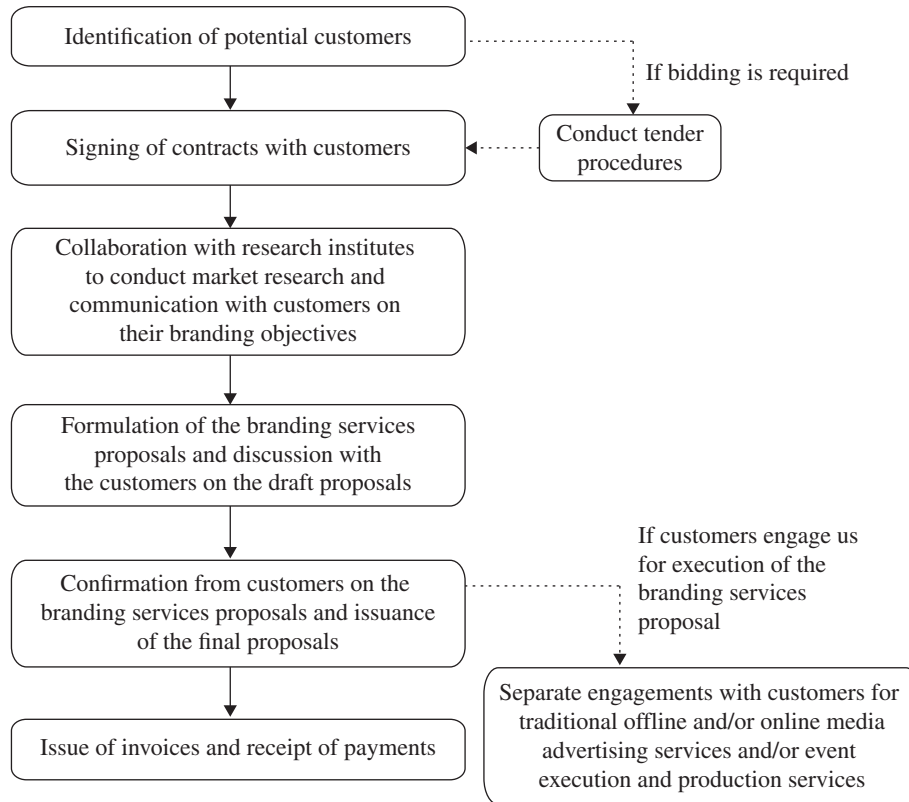 Identification of potential customers
If bidding is required
Signing of contracts with customers
Conduct tender
procedures
Collaboration with research institutes
to conduct market research and
communication with customers on
their branding objectives
Formulation of the branding services
proposals and discussion with
the customers on the draft proposals
If customers engage us
for execution of the
branding services
proposal
Confirmation from customers on the
branding services proposals and issuance
of the final proposals
Separate engagements with customers for
traditional offline and/or online media
advertising services and/or event
execution and production services
Issue of invoices and receipt of payments